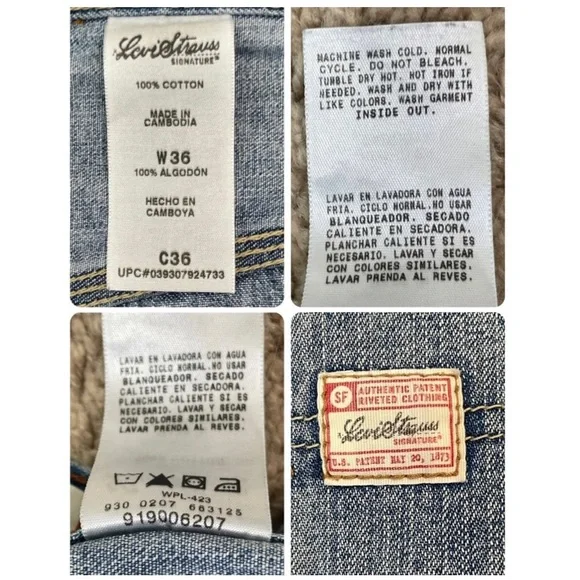 Levi Strauss
SIGNATURE
100% COTTON
MADE IN
CAMBODIA
W36
100% ALGODÓN
HECHO EN
CAMBOYA
C36
UPC#039307924733
MACHINE WASH COLD. NORMAL
CYCLE. DO NOT BLEACH.
TUMBLE DRY HOT. HOT IRON IF
NEEDED. WASH AND DRY WITH
LIKE COLORS. WASH GARMENT
INSIDE OUT.
LAVAR EN LAVADORA CON AGUA
FRIA. CICLO NORMAL.NO USAR
BLANQUEADOR. SECADO
CALIENTE EN SECADORA.
PLANCHAR CALIENTE SI ES
NECESARIO. LAVAR Y SECAR
CON COLORES SIMILARES.
LAVAR PRENDA AL REVES.
LAVAR EN LAVADORA CON AGUA
FRIA. CICLO NORMAL.NO USAR
BLANQUEADOR. SECADO
CALIENTE EN SECADORA.
PLANCHAR CALIENTE SI ES
NECESARIO. LAVAR Y SECAR
CON COLORES SIMILARES.
LAVAR PRENDA AL REVES.
WPL-423
930 0207 663125
919006207
SF
AUTHENTIC PATENT
RIVETED CLOTHING
Levi Strauss
SIGNATURE
U.S. PATENT MAY 20, 1873